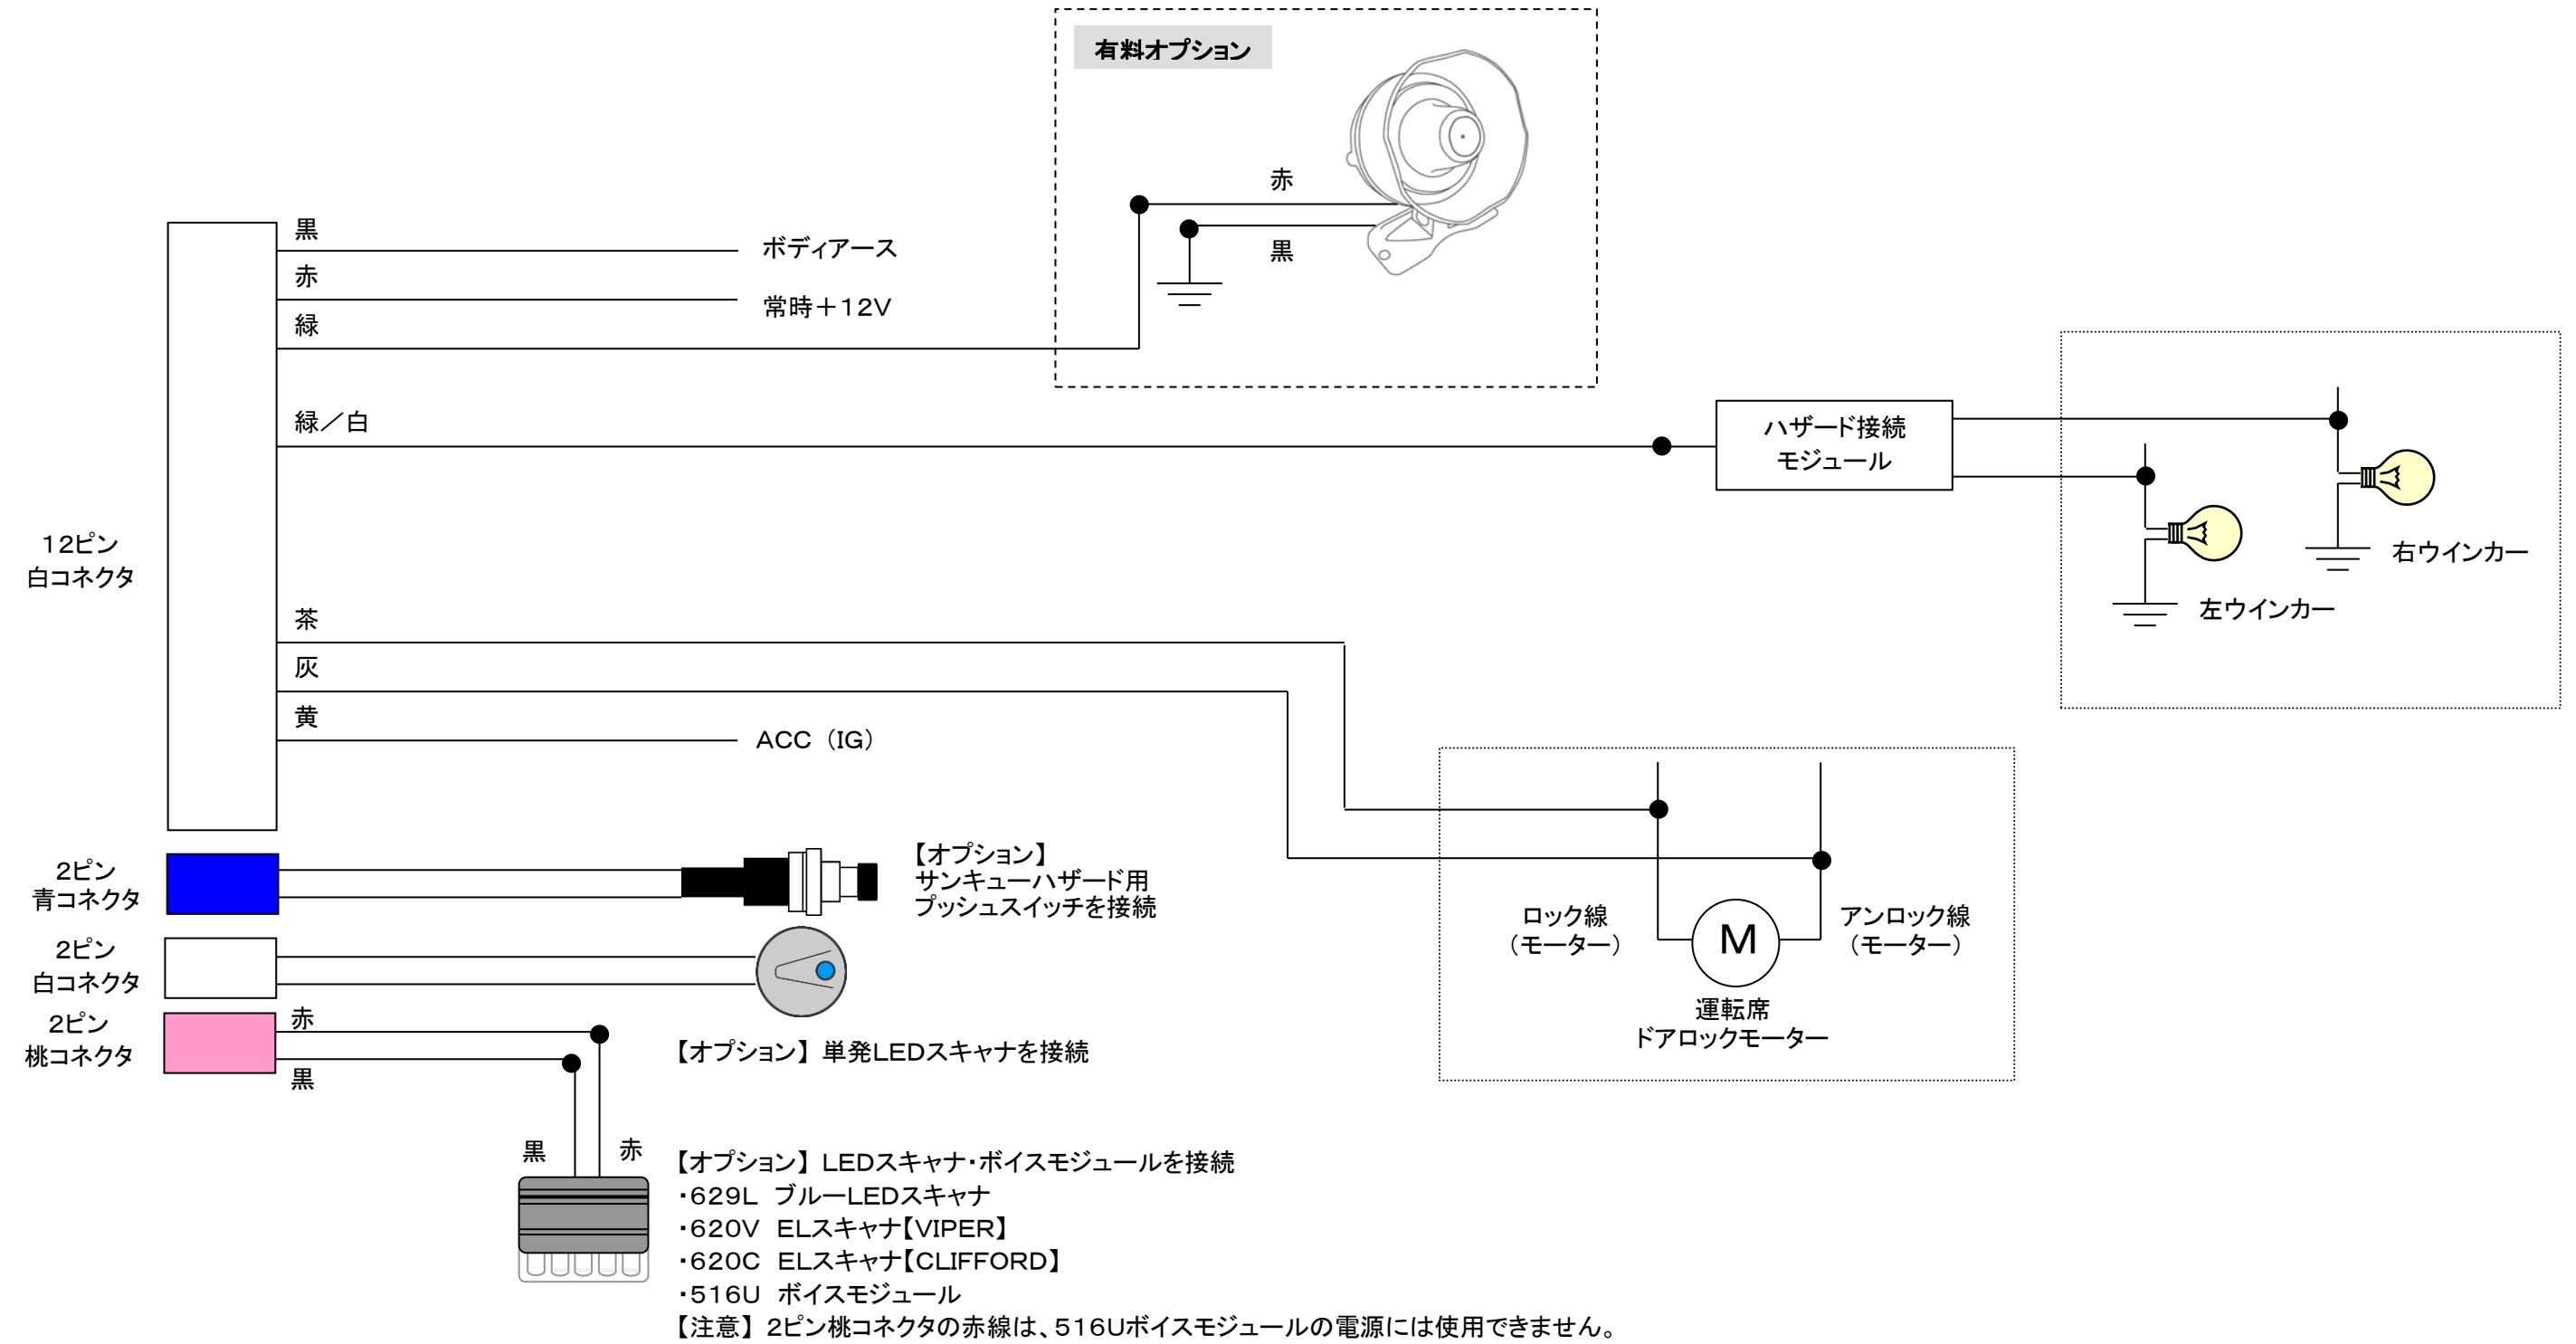 有料オプション
赤
黒
黒
ボディアース
赤
常時＋１２Ｖ
緑
緑／白
ハザード接続
モジュール
右ウインカー
左ウインカー
１２ピン
白コネクタ
茶
灰
黄
ＡＣＣ（ＩＧ）
ロック線
（モーター）
Ｍ
アンロック線
（モーター）
運転席
ドアロックモーター
２ピン
青コネクタ
【オプション】
サンキューハザード用
プッシュスイッチを接続
２ピン
白コネクタ
【オプション】単発ＬＥＤスキャナを接続
２ピン
桃コネクタ
赤
黒
黒
赤
【オプション】ＬＥＤスキャナ・ボイスモジュールを接続
・６２９Ｌ　ブルーＬＥＤスキャナ
・６２０Ｖ　ＥＬスキャナ【ＶＩＰＥＲ】
・６２０Ｃ　ＥＬスキャナ【ＣＬＩＦＦＯＲＤ】
・５１６Ｕ　ボイスモジュール
【注意】２ピン桃コネクタの赤線は、５１６Ｕボイスモジュールの電源には使用できません。